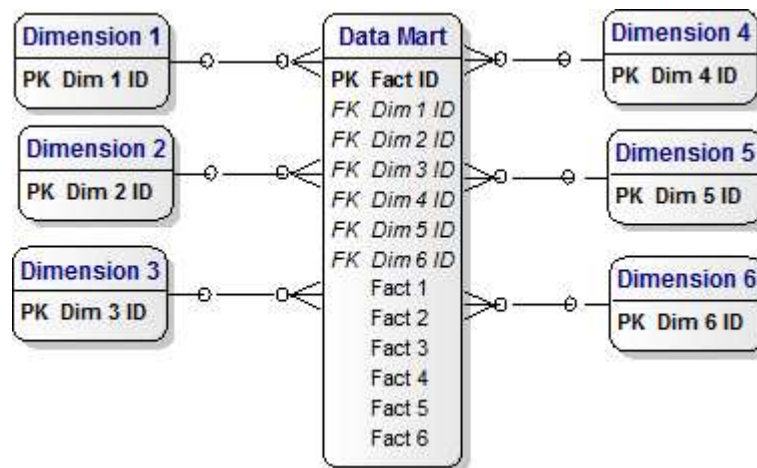 Dimension 1
PK Dim 1 ID
Dimension 2
PK Dim 2 ID
Dimension 3
PK Dim 3 ID
Data Mart
PK Fact ID
FK Dim 1 ID
FK Dim 2 ID
FK Dim 3 ID
FK Dim 4 ID
FK Dim 5 ID
FK Dim 6 ID
Fact 1
Fact 2
Fact 3
Fact 4
Fact 5
Fact 6
Dimension 4
PK Dim 4 ID
Dimension 5
PK Dim 5 ID
Dimension 6
PK Dim 6 ID